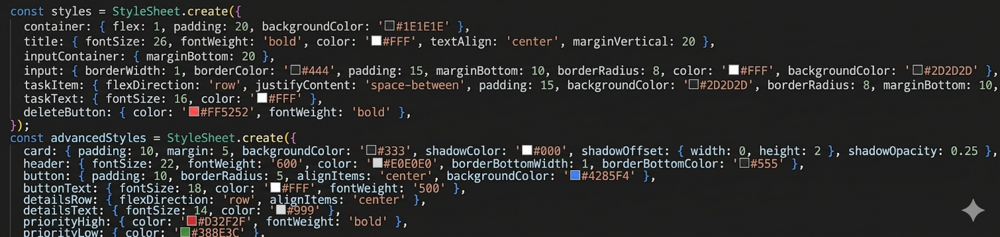 const styles = StyleSheet.create({
  container: { flex: 1, padding: 20, backgroundColor: '#1E1E1E' },
  title: { fontSize: 26, fontWeight: 'bold', color: '#FFF', textAlign: 'center', marginVertical: 20 },
  inputContainer: { marginBottom: 20 },
  input: { borderWidth: 1, borderColor: '#444', padding: 15, marginBottom: 10, borderRadius: 8, color: '#FFF', backgroundColor: '#2D2D2D' },
  taskItem: { flexDirection: 'row', justifyContent: 'space-between', padding: 15, backgroundColor: '#2D2D2D', borderRadius: 8, marginBottom: 10,
  taskText: { fontSize: 16, color: '#FFF' },
  deleteButton: { color: '#FF5252', fontWeight: 'bold' },
});
const advancedStyles = StyleSheet.create({
  card: { padding: 10, margin: 5, backgroundColor: '#333', shadowColor: '#000', shadowOffset: { width: 0, height: 2 }, shadowOpacity: 0.25 },
  header: { fontSize: 22, fontWeight: '600', color: '#E0E0E0', borderBottomWidth: 1, borderBottomColor: '#555' },
  button: { padding: 10, borderRadius: 5, alignItems: 'center', backgroundColor: '#4285F4' },
  buttonText: { fontSize: 18, color: '#FFF', fontWeight: '500' },
  detailsRow: { flexDirection: 'row', alignItems: 'center' },
  detailsText: { fontSize: 14, color: '#999' },
  priorityHigh: { color: '#D32F2F', fontWeight: 'bold' },
  priorityLow: { color: '#388E3C' },